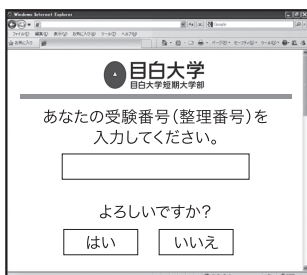 Windows Internet Explorer
Google
目白大学
目白大学短期大学部
あなたの受験番号（整理番号）を
入力してください。
よろしいですか？
はい
いいえ